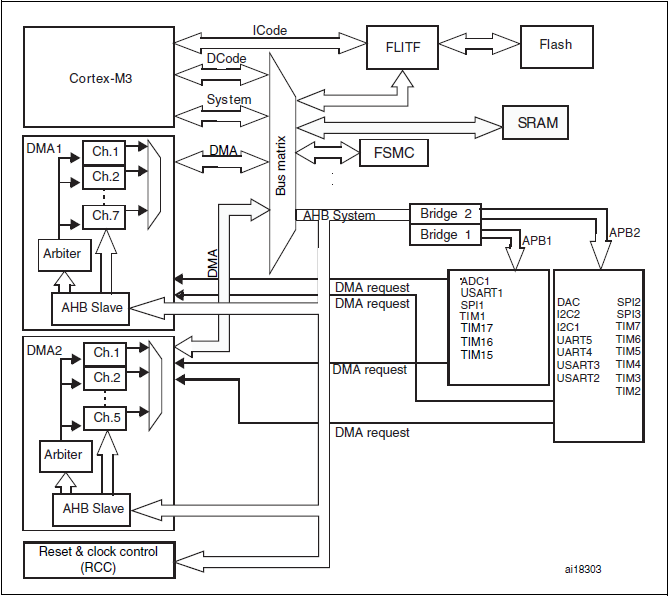 ICode
FLITF
Flash
Cortex-M3
DCode
System
SRAM
DMA1
Ch.1
DMA
Bus matrix
FSMC
Ch.2
Ch.7
AHB System
Bridge 2
Bridge 1
APB1
APB2
Arbiter
DMA
AHB Slave
DMA request
DMA request
ADC1
USART1
SPI1
TIM1
TIM17
TIM16
TIM15
DAC
I2C2
I2C1
UART5
UART4
USART3
USART2
SPI2
SPI3
TIM7
TIM6
TIM5
TIM4
TIM3
TIM2
DMA2
Ch.1
Ch.2
Ch.5
DMA request
DMA request
Arbiter
AHB Slave
Reset & clock control
(RCC)
ai18303